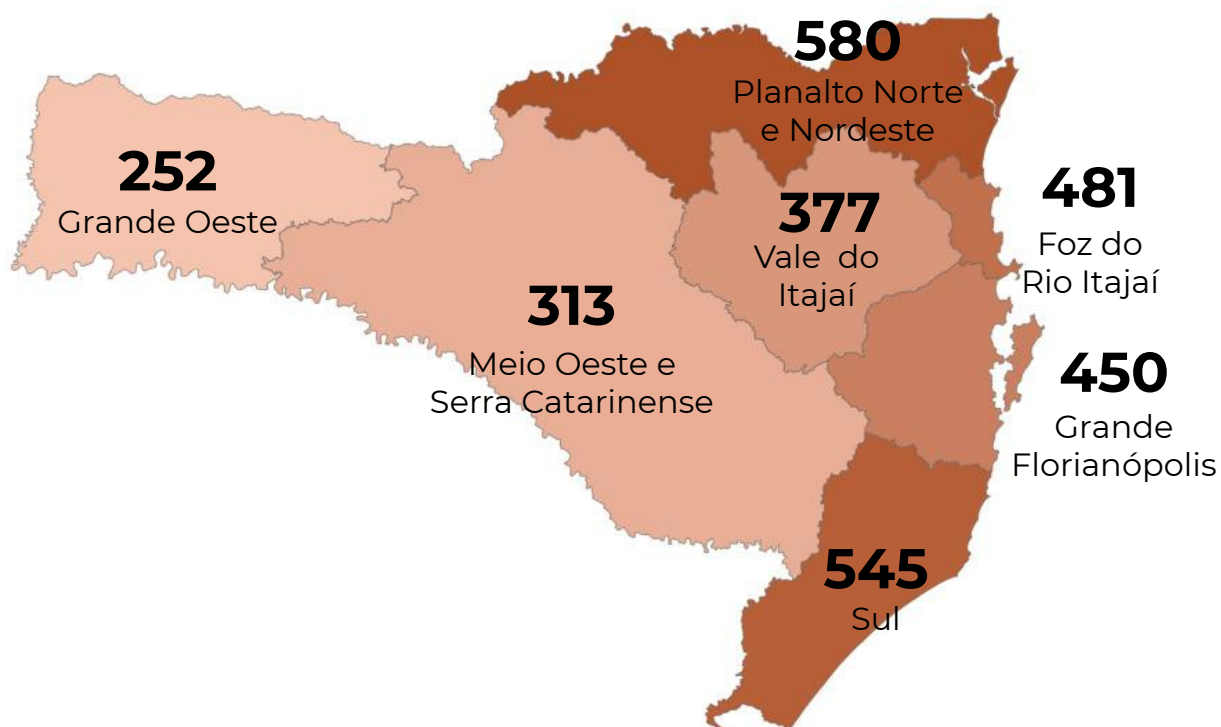 580
Planalto Norte
e Nordeste
252
Grande Oeste
377
Vale do
Itajaí
481
Foz do
Rio Itajaí
313
Meio Oeste e
Serra Catarinense
450
Grande
Florianópolis
545
Sul